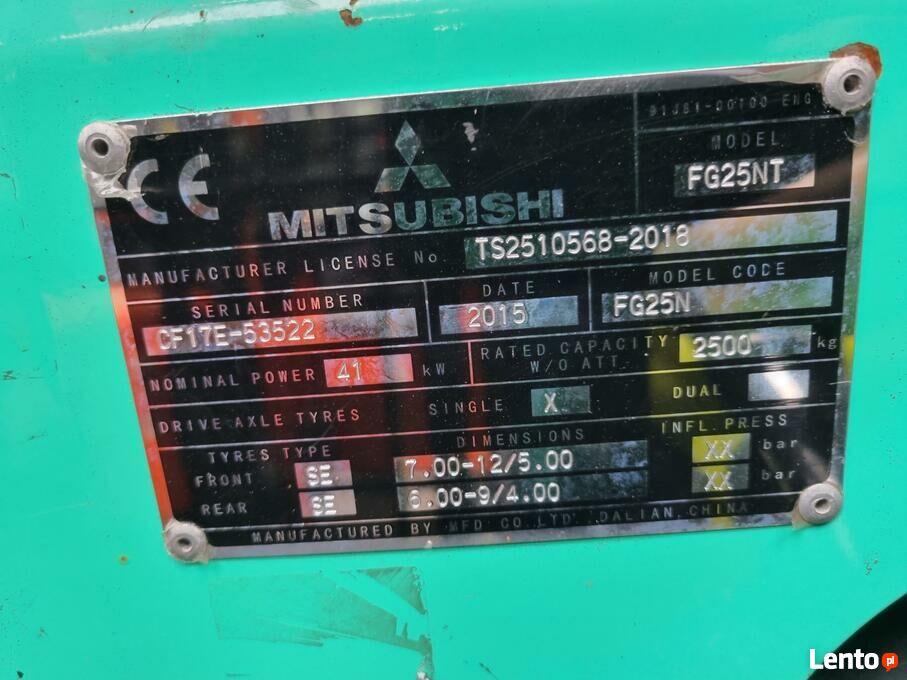 91J81-00100 ENG
MODEL
CE
FG25NT
MITSUBISHI
MANUFACTURER LICENSE No TS2510568-2018
SERIAL NUMBER DATE MODEL CODE
CF17E-53522 2015 FG25N
NOMINAL POWER 41 kW RATED CAPACITY W/O ATT. 2500 kg
DRIVE AXLE TYRES SINGLE X DUAL
TYRES TYPE DIMENSIONS INFL.PRESS
FRONT SE 7.00-12/5.00 XX bar
REAR SE 6.00-9/4.00 XX bar
MANUFACTURED BY MFD CO.,LTD. DALIAN,CHINA
Lento pl